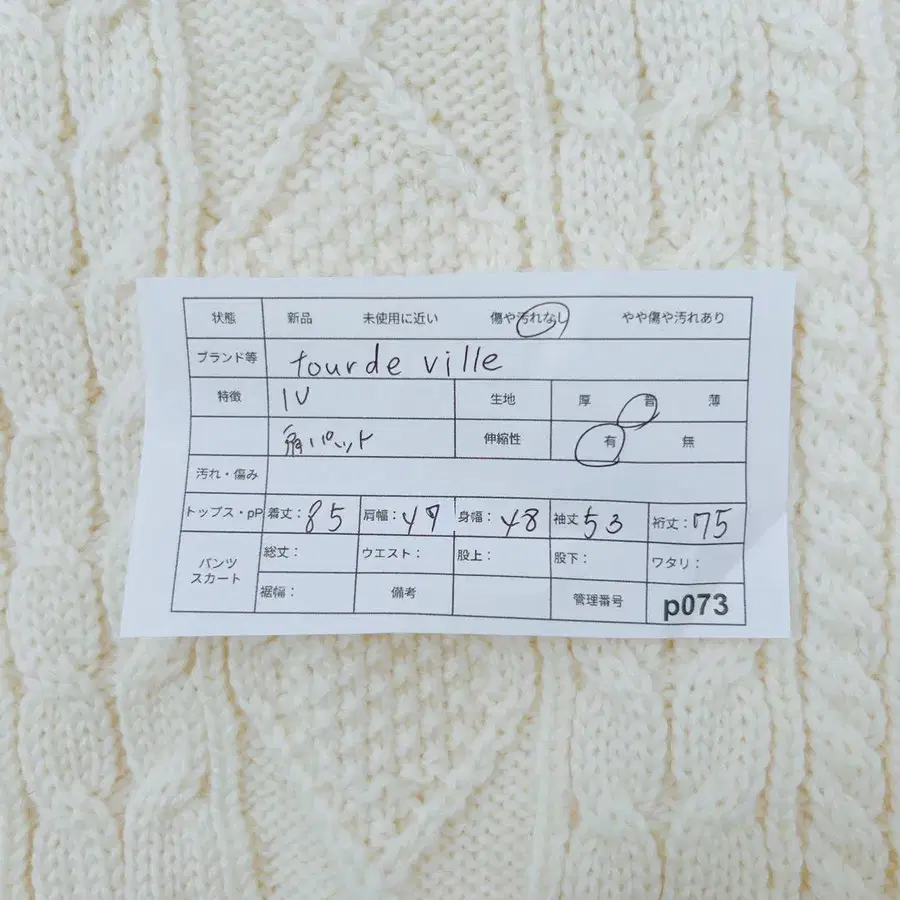 状態 新品 未使用に近い 傷や汚れなし やや傷や汚れあり
ブランド等 tourde ville
特徴 IV 生地 厚 普 薄
肩パット 伸縮性 有 無
汚れ・傷み
トップス・pP 着丈：85 肩幅：47 身幅：48 袖丈：53 裄丈：75
パンツ
スカート
総丈： ウエスト： 股上： 股下： ワタリ：
裾幅： 備考 管理番号 p073